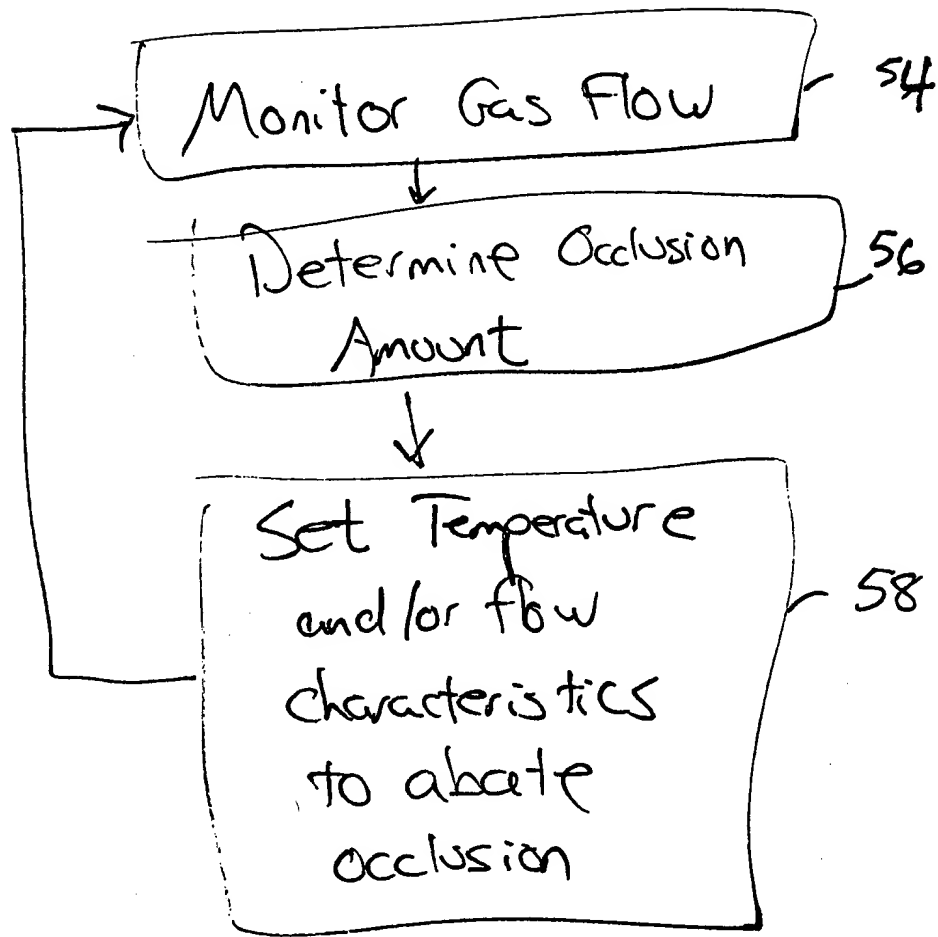 Monitor Gas Flow
54
Determine Occlusion
56
Amount
Set Temperature
and/or flow
58
characteristics
to abate
occlusion